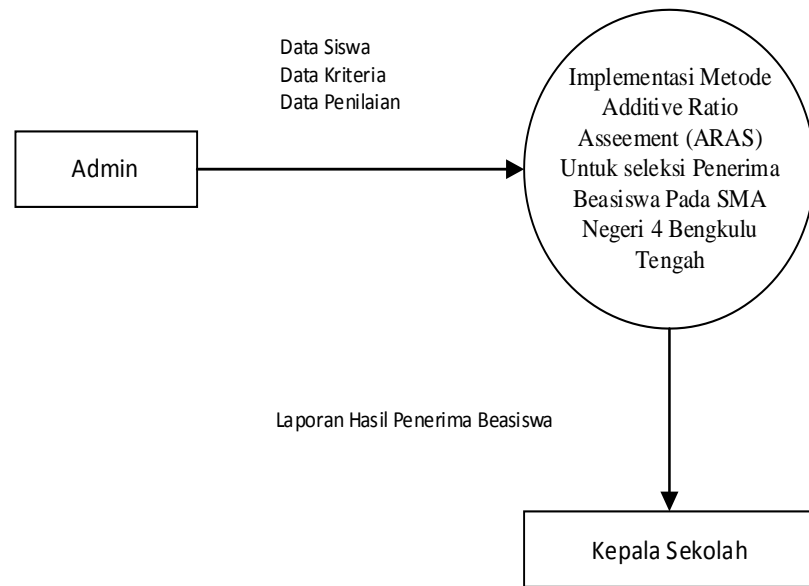 Data Siswa
Data Kriteria
Data Penilaian
Admin
Implementasi Metode
Additive Ratio
Asseement (ARAS)
Untuk seleksi Penerima
Beasiswa Pada SMA
Negeri 4 Bengkulu
Tengah
Laporan Hasil Penerima Beasiswa
Kepala Sekolah